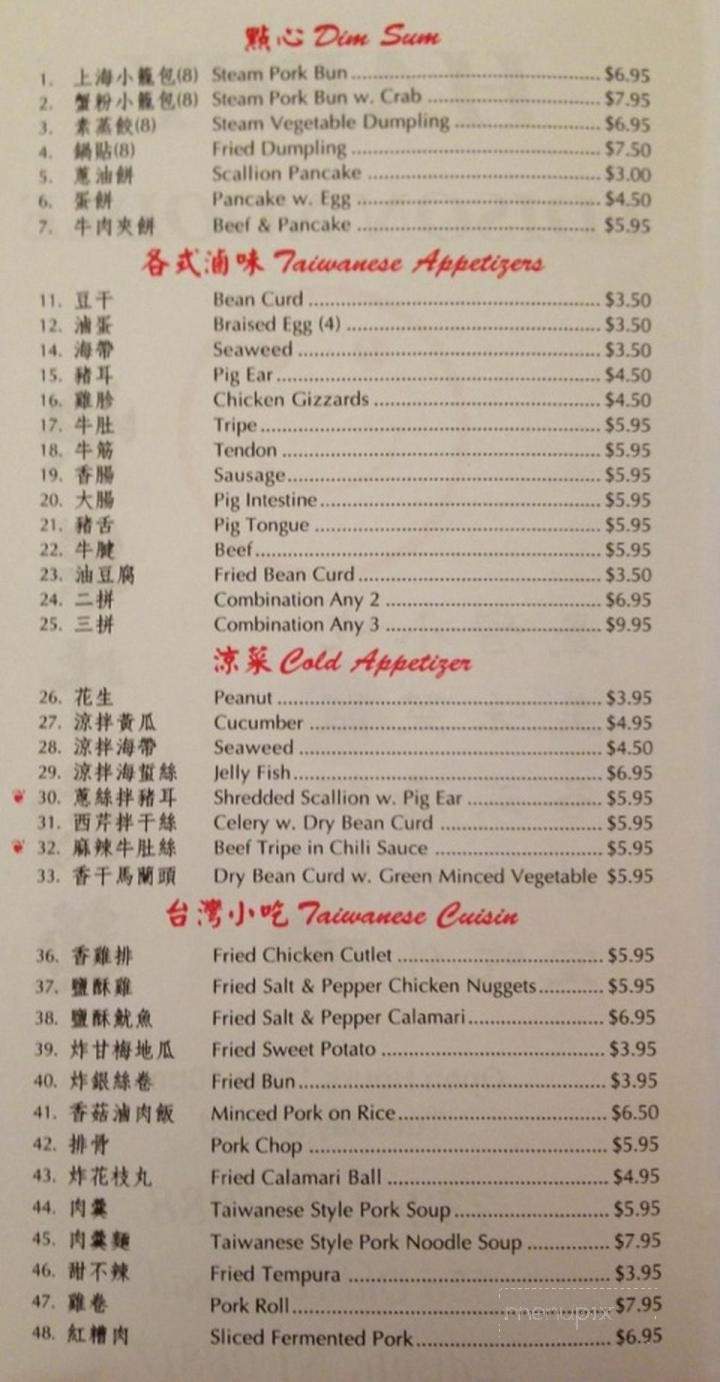 點心 Dim Sum
1. 上海小籠包(8) Steam Pork Bun $6.95
2. 蟹粉小籠包(8) Steam Pork Bun w. Crab $7.95
3. 素蒸餃(8) Steam Vegetable Dumpling $6.95
4. 鍋貼(8) Fried Dumpling $7.50
5. 蔥油餅 Scallion Pancake $3.00
6. 蛋餅 Pancake w. Egg $4.50
7. 牛肉夾餅 Beef & Pancake $5.95
各式滷味 Taiwanese Appetizers
11. 豆干 Bean Curd $3.50
12. 滷蛋 Braised Egg (4) $3.50
14. 海帶 Seaweed $3.50
15. 豬耳 Pig Ear $4.50
16. 雞胗 Chicken Gizzards $4.50
17. 牛肚 Tripe $5.95
18. 牛筋 Tendon $5.95
19. 香腸 Sausage $5.95
20. 大腸 Pig Intestine $5.95
21. 豬舌 Pig Tongue $5.95
22. 牛腱 Beef $5.95
23. 油豆腐 Fried Bean Curd $3.50
24. 二拼 Combination Any 2 $6.95
25. 三拼 Combination Any 3 $9.95
涼菜 Cold Appetizer
26. 花生 Peanut $3.95
27. 涼拌黃瓜 Cucumber $4.95
28. 涼拌海帶 Seaweed $4.50
29. 涼拌海蜇絲 Jelly Fish $6.95
30. 蔥絲拌豬耳 Shredded Scallion w. Pig Ear $5.95
31. 西芹拌干絲 Celery w. Dry Bean Curd $5.95
32. 麻辣牛肚絲 Beef Tripe in Chili Sauce $5.95
33. 香干馬蘭頭 Dry Bean Curd w. Green Minced Vegetable $5.95
台灣小吃 Taiwanese Cuisin
36. 香雞排 Fried Chicken Cutlet $5.95
37. 鹽酥雞 Fried Salt & Pepper Chicken Nuggets $5.95
38. 鹽酥魷魚 Fried Salt & Pepper Calamari $6.95
39. 炸甘梅地瓜 Fried Sweet Potato $3.95
40. 炸銀絲卷 Fried Bun $3.95
41. 香菇滷肉飯 Minced Pork on Rice $6.50
42. 排骨 Pork Chop $5.95
43. 炸花枝丸 Fried Calamari Ball $4.95
44. 肉羹 Taiwanese Style Pork Soup $5.95
45. 肉羹麵 Taiwanese Style Pork Noodle Soup $7.95
46. 甜不辣 Fried Tempura $3.95
47. 雞卷 Pork Roll $7.95
48. 紅糟肉 Sliced Fermented Pork $6.95
menupix